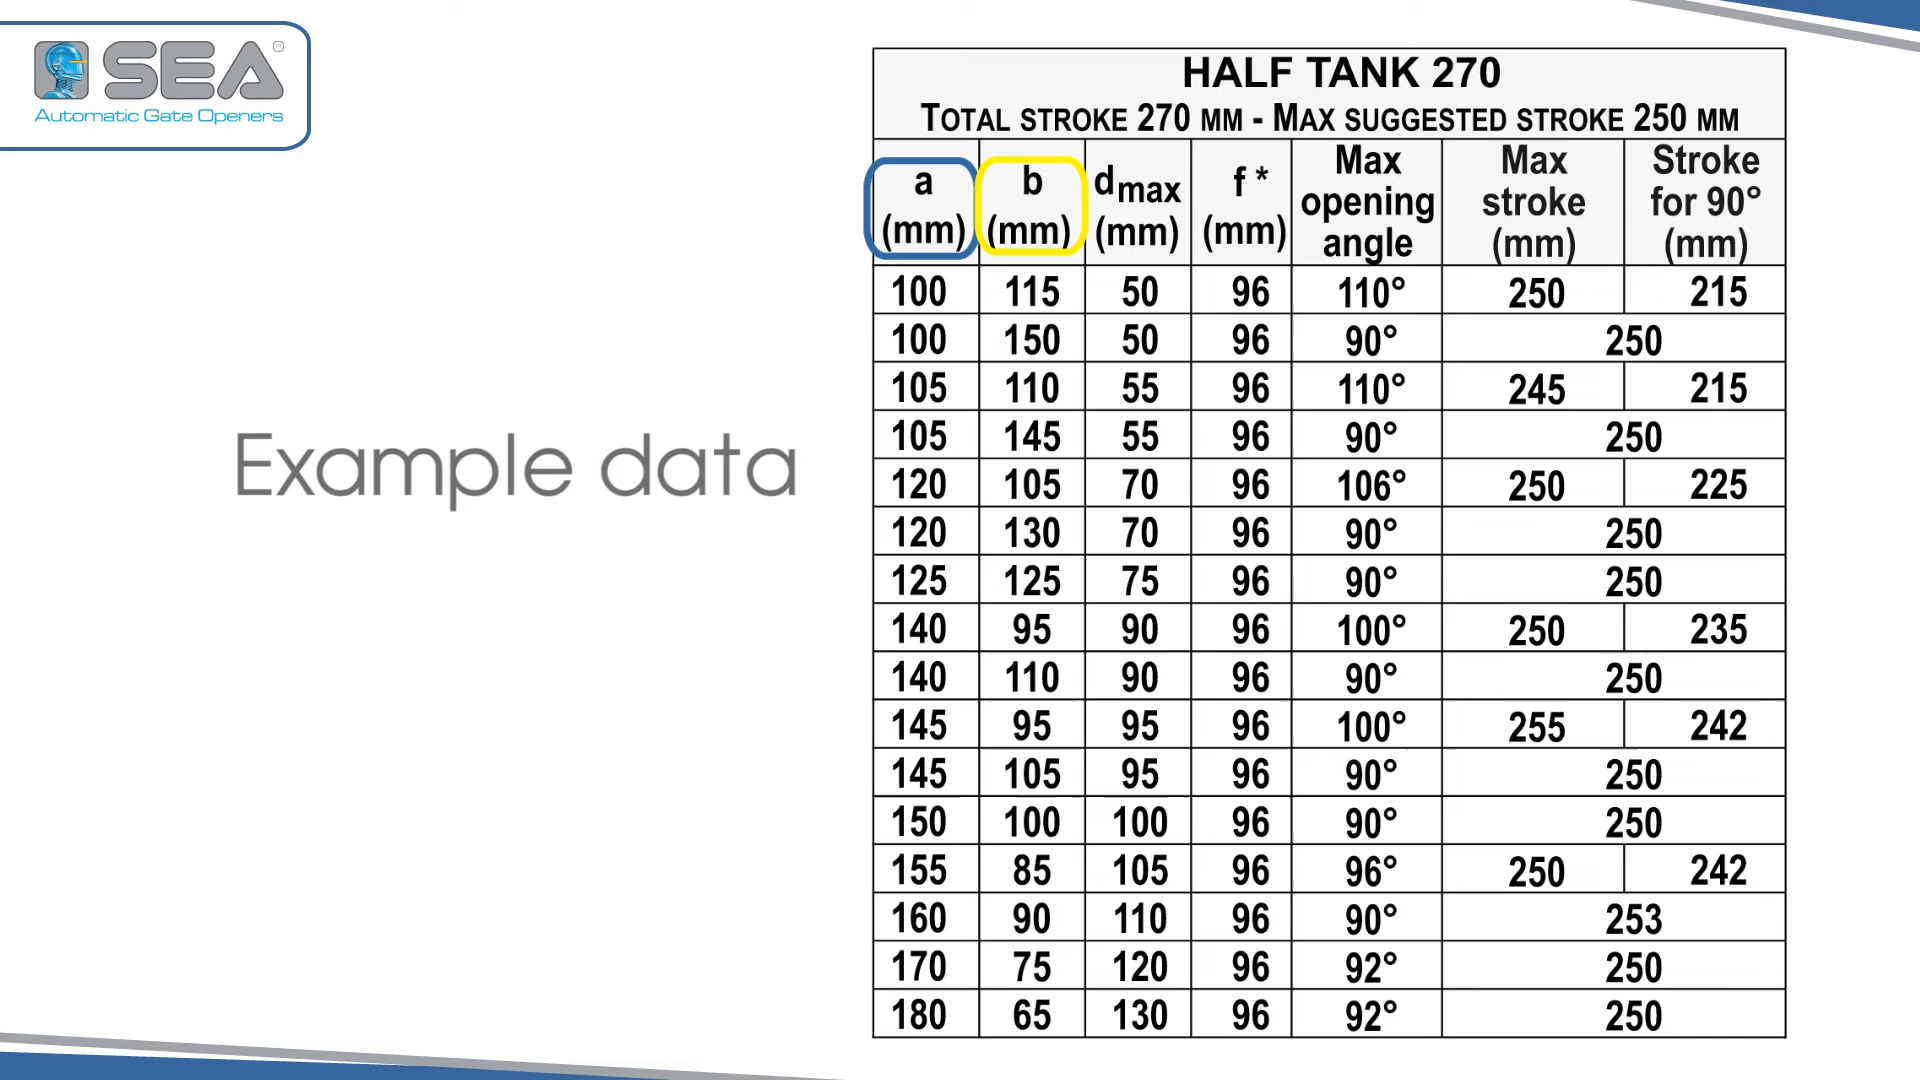 SEA®
Automatic Gate Openers
Example data
HALF TANK 270
TOTAL STROKE 270 MM - MAX SUGGESTED STROKE 250 MM
a (mm) b (mm) dmax (mm) f * (mm) Max opening angle Max stroke (mm) Stroke for 90° (mm)
100 115 50 96 110° 250 215
100 150 50 96 90° 250
105 110 55 96 110° 245 215
105 145 55 96 90° 250
120 105 70 96 106° 250 225
120 130 70 96 90° 250
125 125 75 96 90° 250
140 95 90 96 100° 250 235
140 110 90 96 90° 250
145 95 95 96 100° 255 242
145 105 95 96 90° 250
150 100 100 96 90° 250
155 85 105 96 96° 250 242
160 90 110 96 90° 253
170 75 120 96 92° 250
180 65 130 96 92° 250